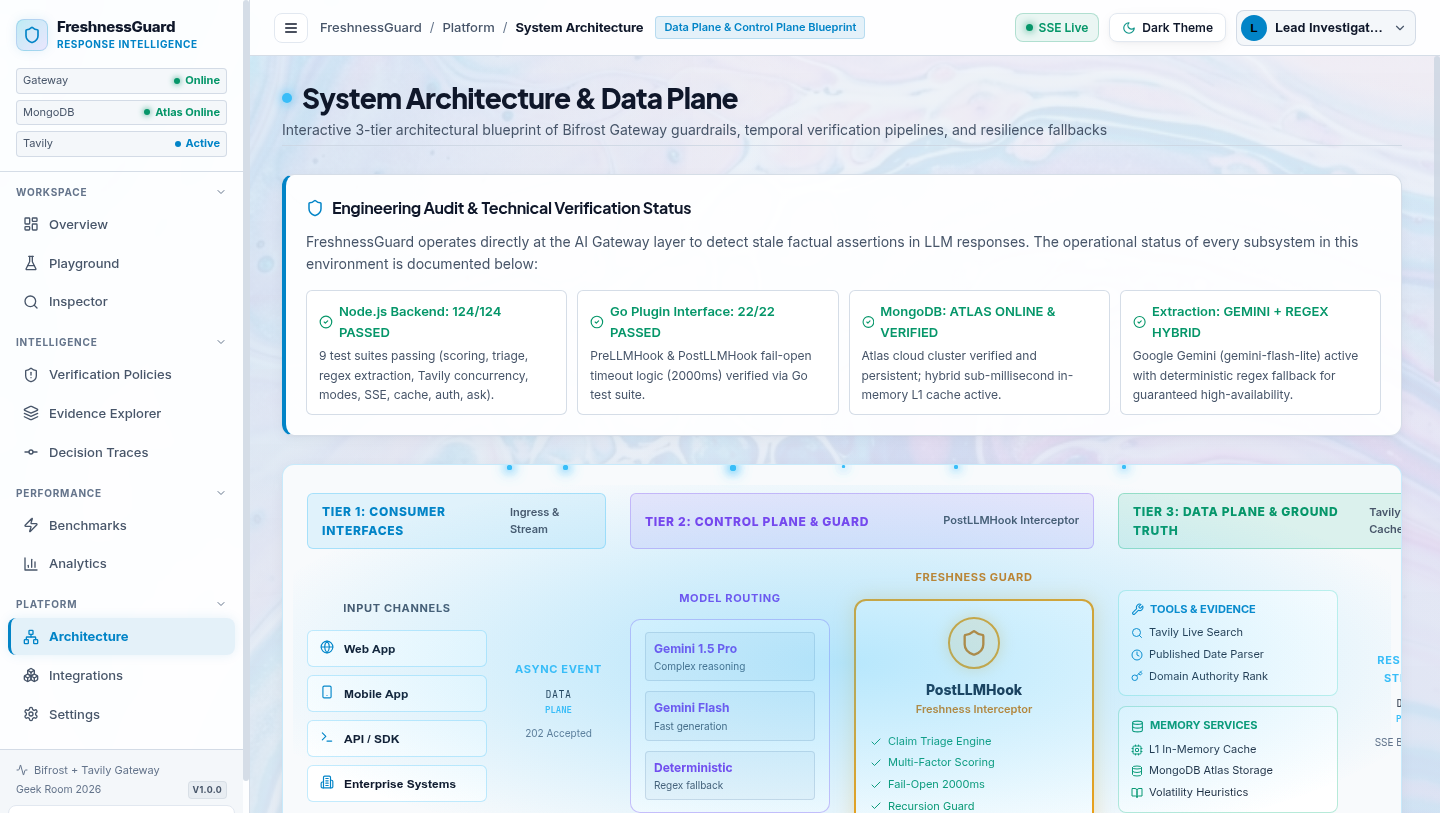 FreshnessGuard
RESPONSE INTELLIGENCE
Gateway
Online
MongoDB
Atlas Online
Tavily
Active
WORKSPACE
Overview
Playground
Inspector
INTELLIGENCE
Verification Policies
Evidence Explorer
Decision Traces
PERFORMANCE
Benchmarks
Analytics
PLATFORM
Architecture
Integrations
Settings
Bifrost + Tavily Gateway
Geek Room 2026
V1.0.0
FreshnessGuard / Platform / System Architecture
Data Plane & Control Plane Blueprint
SSE Live
Dark Theme
L
Lead Investigat...
System Architecture & Data Plane
Interactive 3-tier architectural blueprint of Bifrost Gateway guardrails, temporal verification pipelines, and resilience fallbacks
Engineering Audit & Technical Verification Status
FreshnessGuard operates directly at the AI Gateway layer to detect stale factual assertions in LLM responses. The operational status of every subsystem in this
environment is documented below:
Node.js Backend: 124/124
PASSED
9 test suites passing (scoring, triage,
regex extraction, Tavily concurrency,
modes, SSE, cache, auth, ask).
Go Plugin Interface: 22/22
PASSED
PreLLMHook & PostLLMHook fail-open
timeout logic (2000ms) verified via Go
test suite.
MongoDB: ATLAS ONLINE &
VERIFIED
Atlas cloud cluster verified and
persistent; hybrid sub-millisecond in-
memory L1 cache active.
Extraction: GEMINI + REGEX
HYBRID
Google Gemini (gemini-flash-lite) active
with deterministic regex fallback for
guaranteed high-availability.
TIER 1: CONSUMER
INTERFACES
Ingress &
Stream
TIER 2: CONTROL PLANE & GUARD
PostLLMHook Interceptor
TIER 3: DATA PLANE & GROUND
TRUTH
Tavily
Cache
INPUT CHANNELS
Web App
Mobile App
API / SDK
Enterprise Systems
ASYNC EVENT
DATA
PLANE
202 Accepted
MODEL ROUTING
Gemini 1.5 Pro
Complex reasoning
Gemini Flash
Fast generation
Deterministic
Regex fallback
FRESHNESS GUARD
PostLLMHook
Freshness Interceptor
Claim Triage Engine
Multi-Factor Scoring
Fail-Open 2000ms
Recursion Guard
TOOLS & EVIDENCE
Tavily Live Search
Published Date Parser
Domain Authority Rank
MEMORY SERVICES
L1 In-Memory Cache
MongoDB Atlas Storage
Volatility Heuristics
RES
ST
SSE